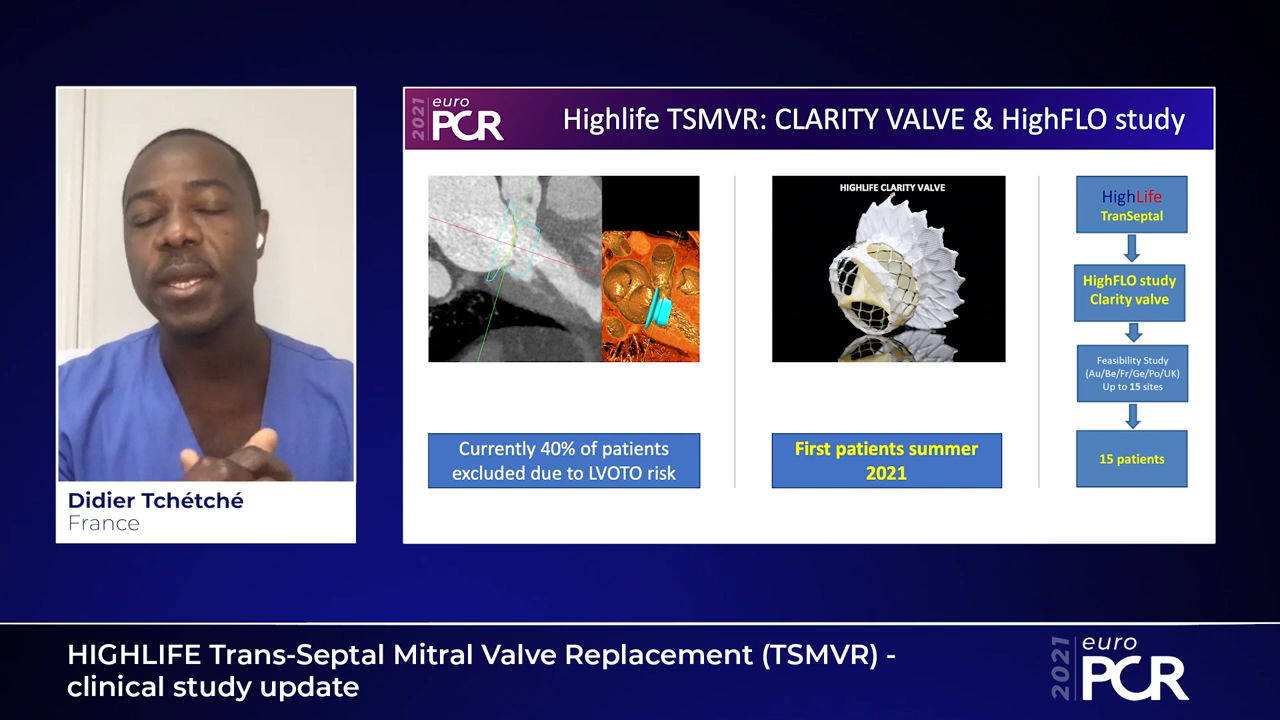 2021 euro PCR
Highlife TSMVR: CLARITY VALVE & HighFLO study
HIGHLIFE CLARITY VALVE
Currently 40% of patients
excluded due to LVOTO risk
First patients summer
2021
HighLife
TranSeptal
HighFLO study
Clarity valve
Feasibility Study
(Au/Be/Fr/Ge/Po/UK)
Up to 15 sites
15 patients
Didier Tchétché
France
HIGHLIFE Trans-Septal Mitral Valve Replacement (TSMVR) -
clinical study update
2021 euro PCR